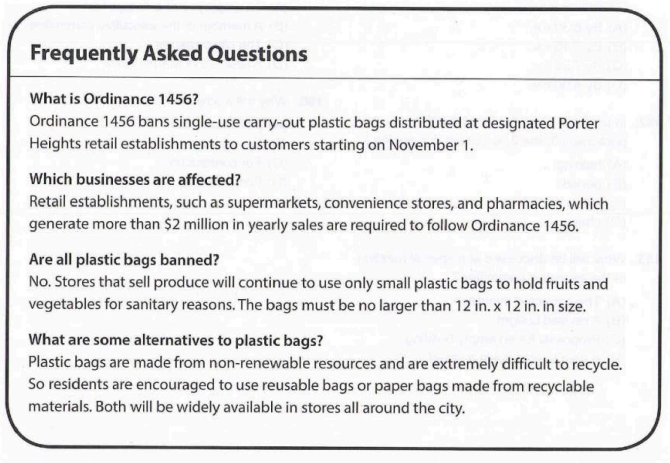 Frequently Asked Questions
What is Ordinance 1456?
Ordinance 1456 bans single-use carry-out plastic bags distributed at designated Porter
Heights retail establishments to customers starting on November 1.
Which businesses are affected?
Retail establishments, such as supermarkets, convenience stores, and pharmacies, which
generate more than $2 million in yearly sales are required to follow Ordinance 1456.
Are all plastic bags banned?
No. Stores that sell produce will continue to use only small plastic bags to hold fruits and
vegetables for sanitary reasons. The bags must be no larger than 12 in. x 12 in. in size.
What are some alternatives to plastic bags?
Plastic bags are made from non-renewable resources and are extremely difficult to recycle.
So residents are encouraged to use reusable bags or paper bags made from recyclable
materials. Both will be widely available in stores all around the city.